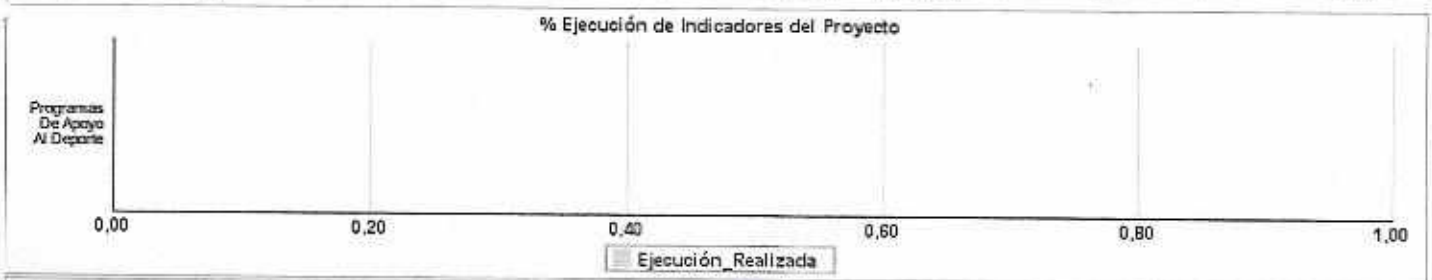 % Ejecución de Indicadores del Proyecto
Programas
De Apoyo
Al Deporte
0,00 0,20 0,40 0,60 0,80 1,00
Ejecución_Realizada